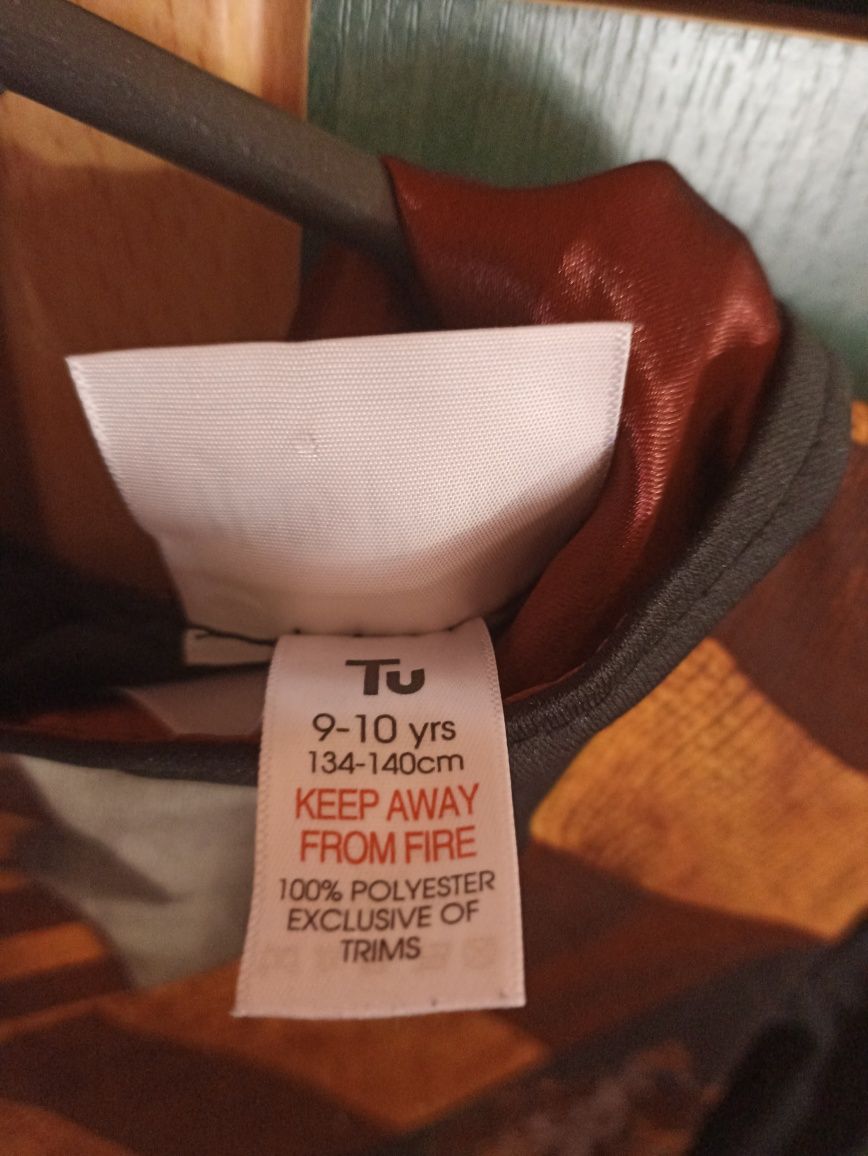 Tu
9-10 yrs
134-140cm
KEEP AWAY
FROM FIRE
100% POLYESTER
EXCLUSIVE OF
TRIMS